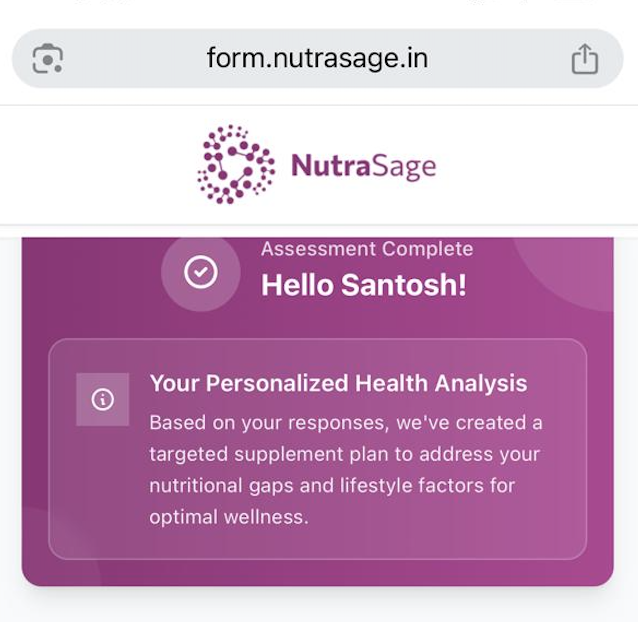 form.nutrasage.in
NutraSage
Assessment Complete
Hello Santosh!
Your Personalized Health Analysis
Based on your responses, we've created a
targeted supplement plan to address your
nutritional gaps and lifestyle factors for
optimal wellness.